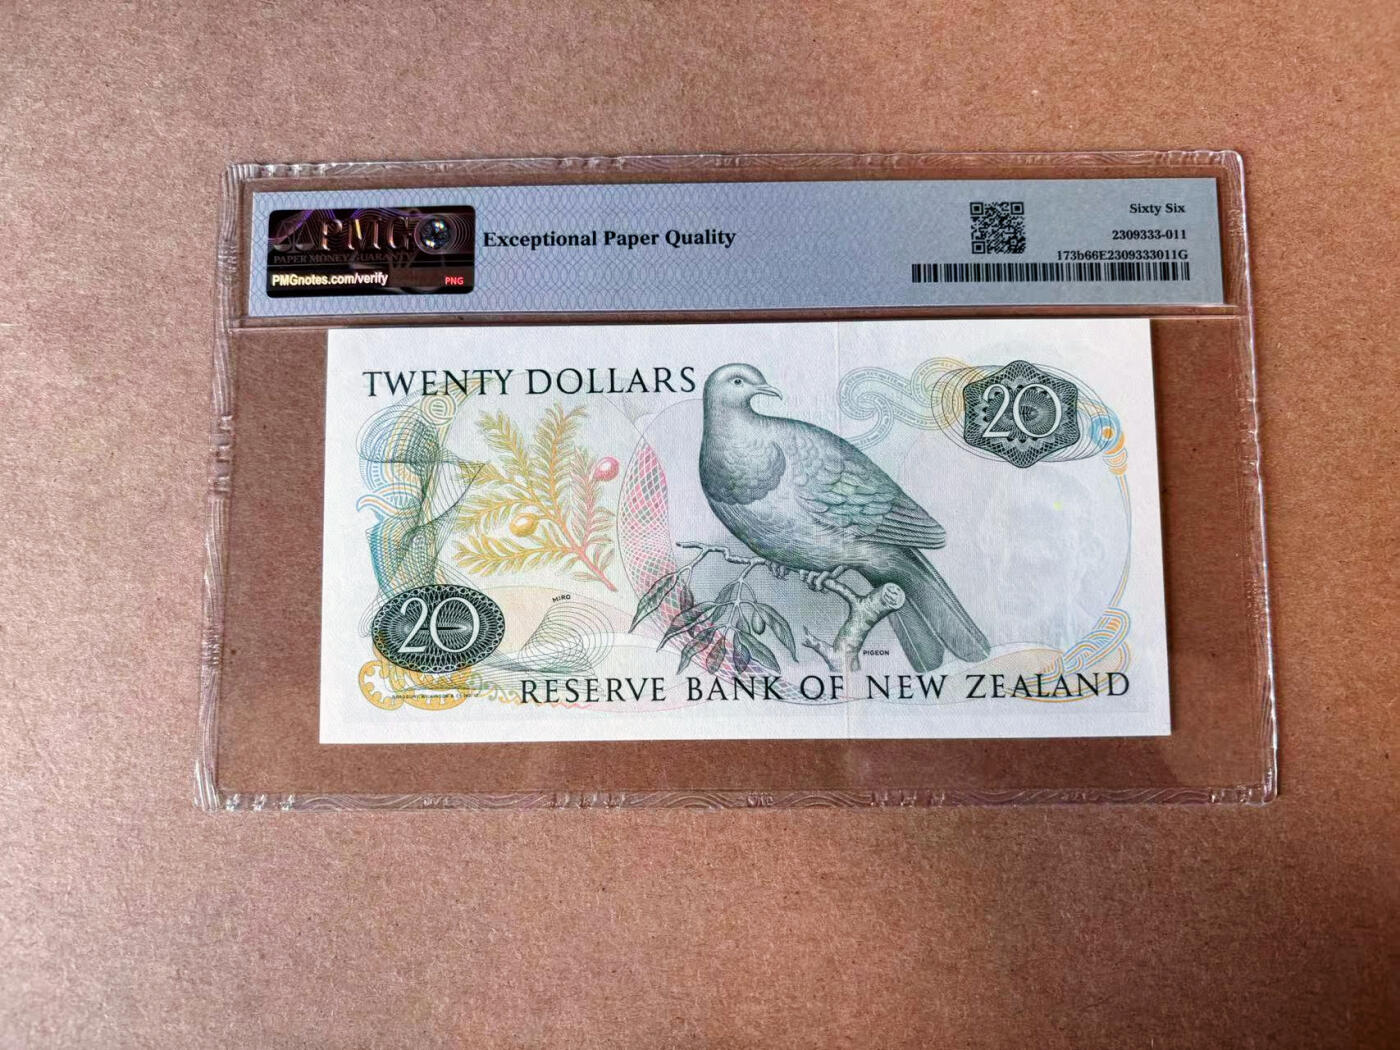 PMG
PAPER MONEY GUARANTY
PMGnotes.com/verify
PNG
Exceptional Paper Quality
Sixty Six
2309333-011
173b66E2309333011G
TWENTY DOLLARS
20
MIRO
20
PIGEON
RESERVE BANK OF NEW ZEALAND